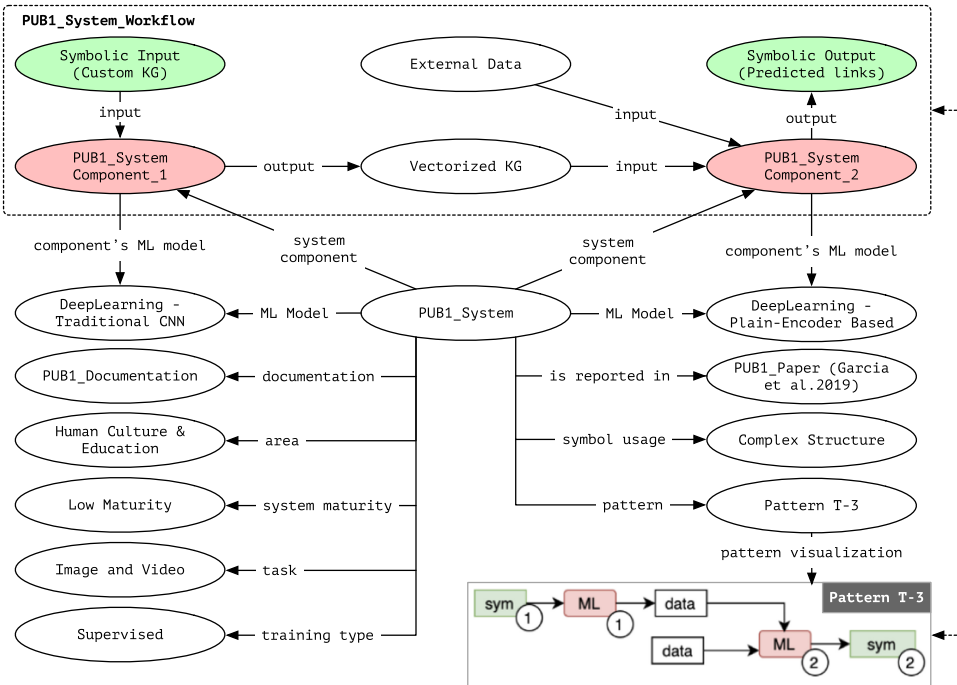 PUB1_System_Workflow
Symbolic Input
(Custom KG)
External Data
Symbolic Output
(Predicted links)
input
input
output
PUB1_System
Component_1
output
Vectorized KG
input
PUB1_System
Component_2
component's ML model
system
component
system
component
component's ML model
DeepLearning -
Traditional CNN
ML Model
PUB1_System
ML Model
DeepLearning -
Plain-Encoder Based
PUB1_Documentation
documentation
is reported in
PUB1_Paper (Garcia
et al.2019)
Human Culture &
Education
area
symbol usage
Complex Structure
Low Maturity
system maturity
pattern
Pattern T-3
pattern visualization
Image and Video
task
Supervised
training type
Pattern T-3
sym
1
ML
1
data
data
ML
2
sym
2